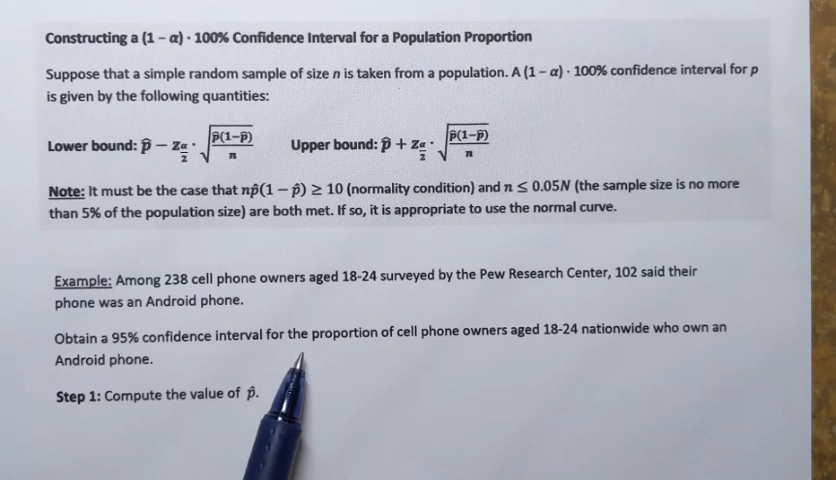 Constructing a (1 – α) · 100% Confidence Interval for a Population Proportion
Suppose that a simple random sample of size n is taken from a population. A (1 – α) · 100% confidence interval for p
is given by the following quantities:
Lower bound: p̂ − z_(α/2) · √(p̂(1−p̂)/n) Upper bound: p̂ + z_(α/2) · √(p̂(1−p̂)/n)
Note: It must be the case that np̂(1 − p̂) ≥ 10 (normality condition) and n ≤ 0.05N (the sample size is no more
than 5% of the population size) are both met. If so, it is appropriate to use the normal curve.
Example: Among 238 cell phone owners aged 18-24 surveyed by the Pew Research Center, 102 said their
phone was an Android phone.
Obtain a 95% confidence interval for the proportion of cell phone owners aged 18-24 nationwide who own an
Android phone.
Step 1: Compute the value of p̂.